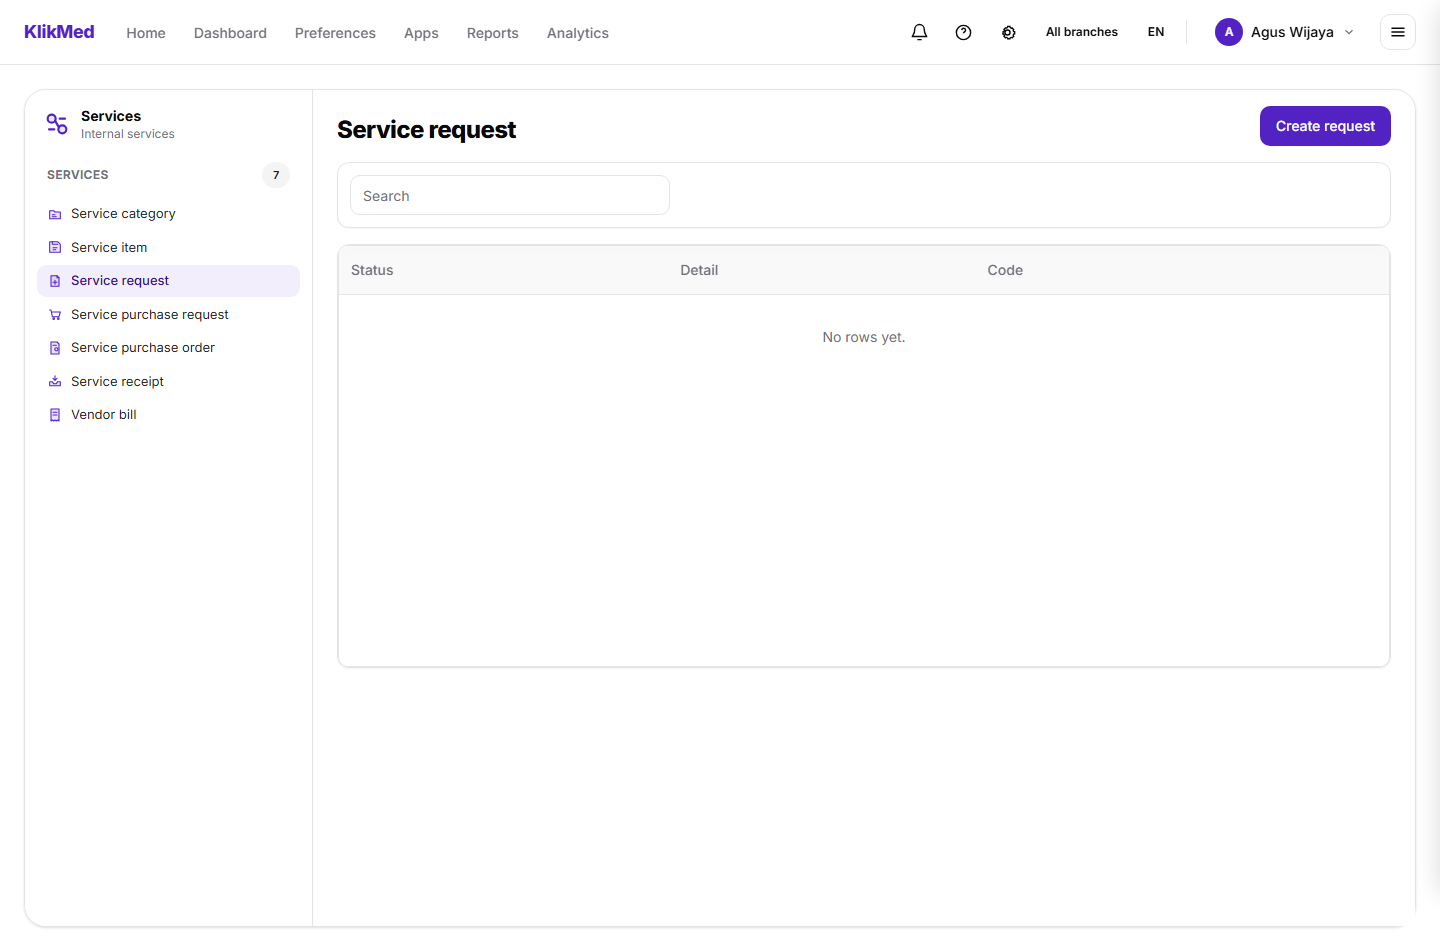 KlikMed
Home
Dashboard
Preferences
Apps
Reports
Analytics
All branches
EN
A
Agus Wijaya
Services
Internal services
SERVICES
7
Service category
Service item
Service request
Service purchase request
Service purchase order
Service receipt
Vendor bill
Service request
Create request
Search
Status
Detail
Code
No rows yet.